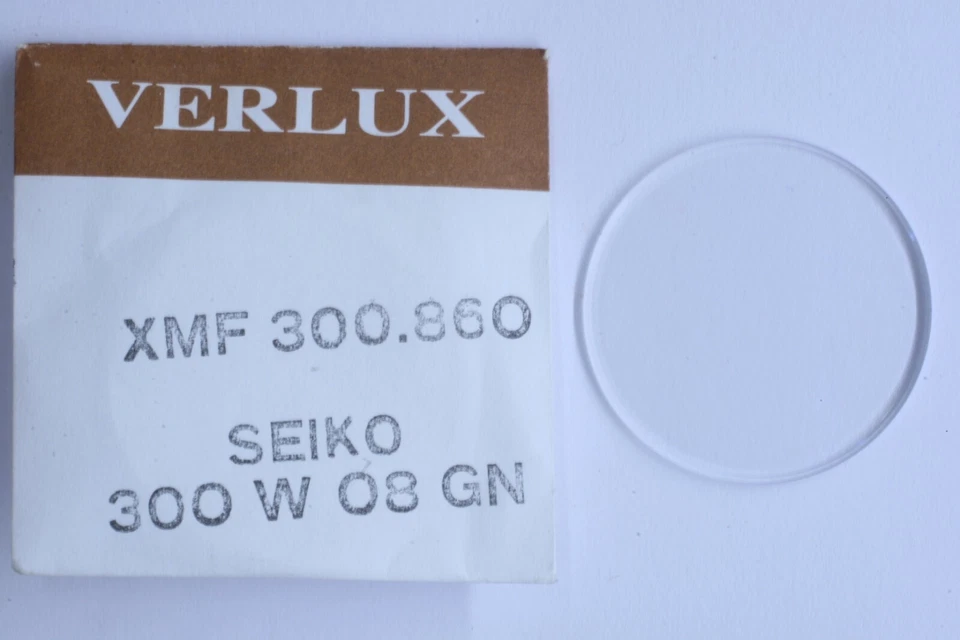 VERLUX
XMF 300.860
SEIKO
300 W 08 GN